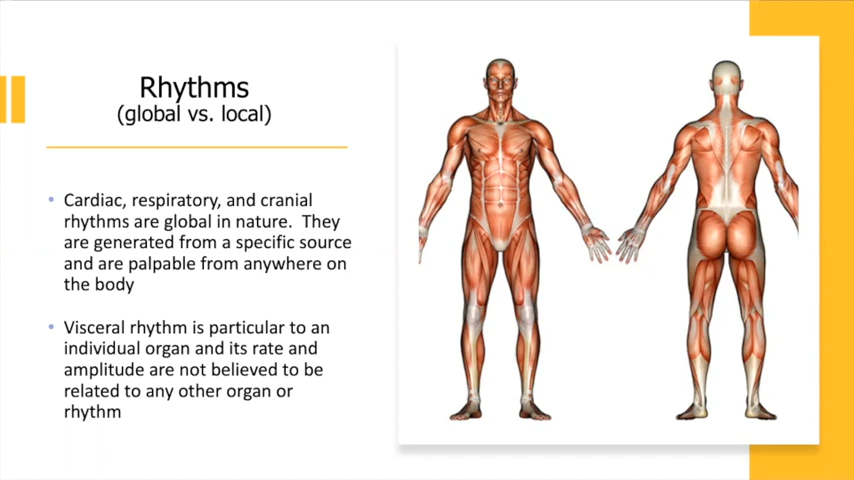 Rhythms
(global vs. local)
• Cardiac, respiratory, and cranial
rhythms are global in nature.  They
are generated from a specific source
and are palpable from anywhere on
the body
• Visceral rhythm is particular to an
individual organ and its rate and
amplitude are not believed to be
related to any other organ or
rhythm